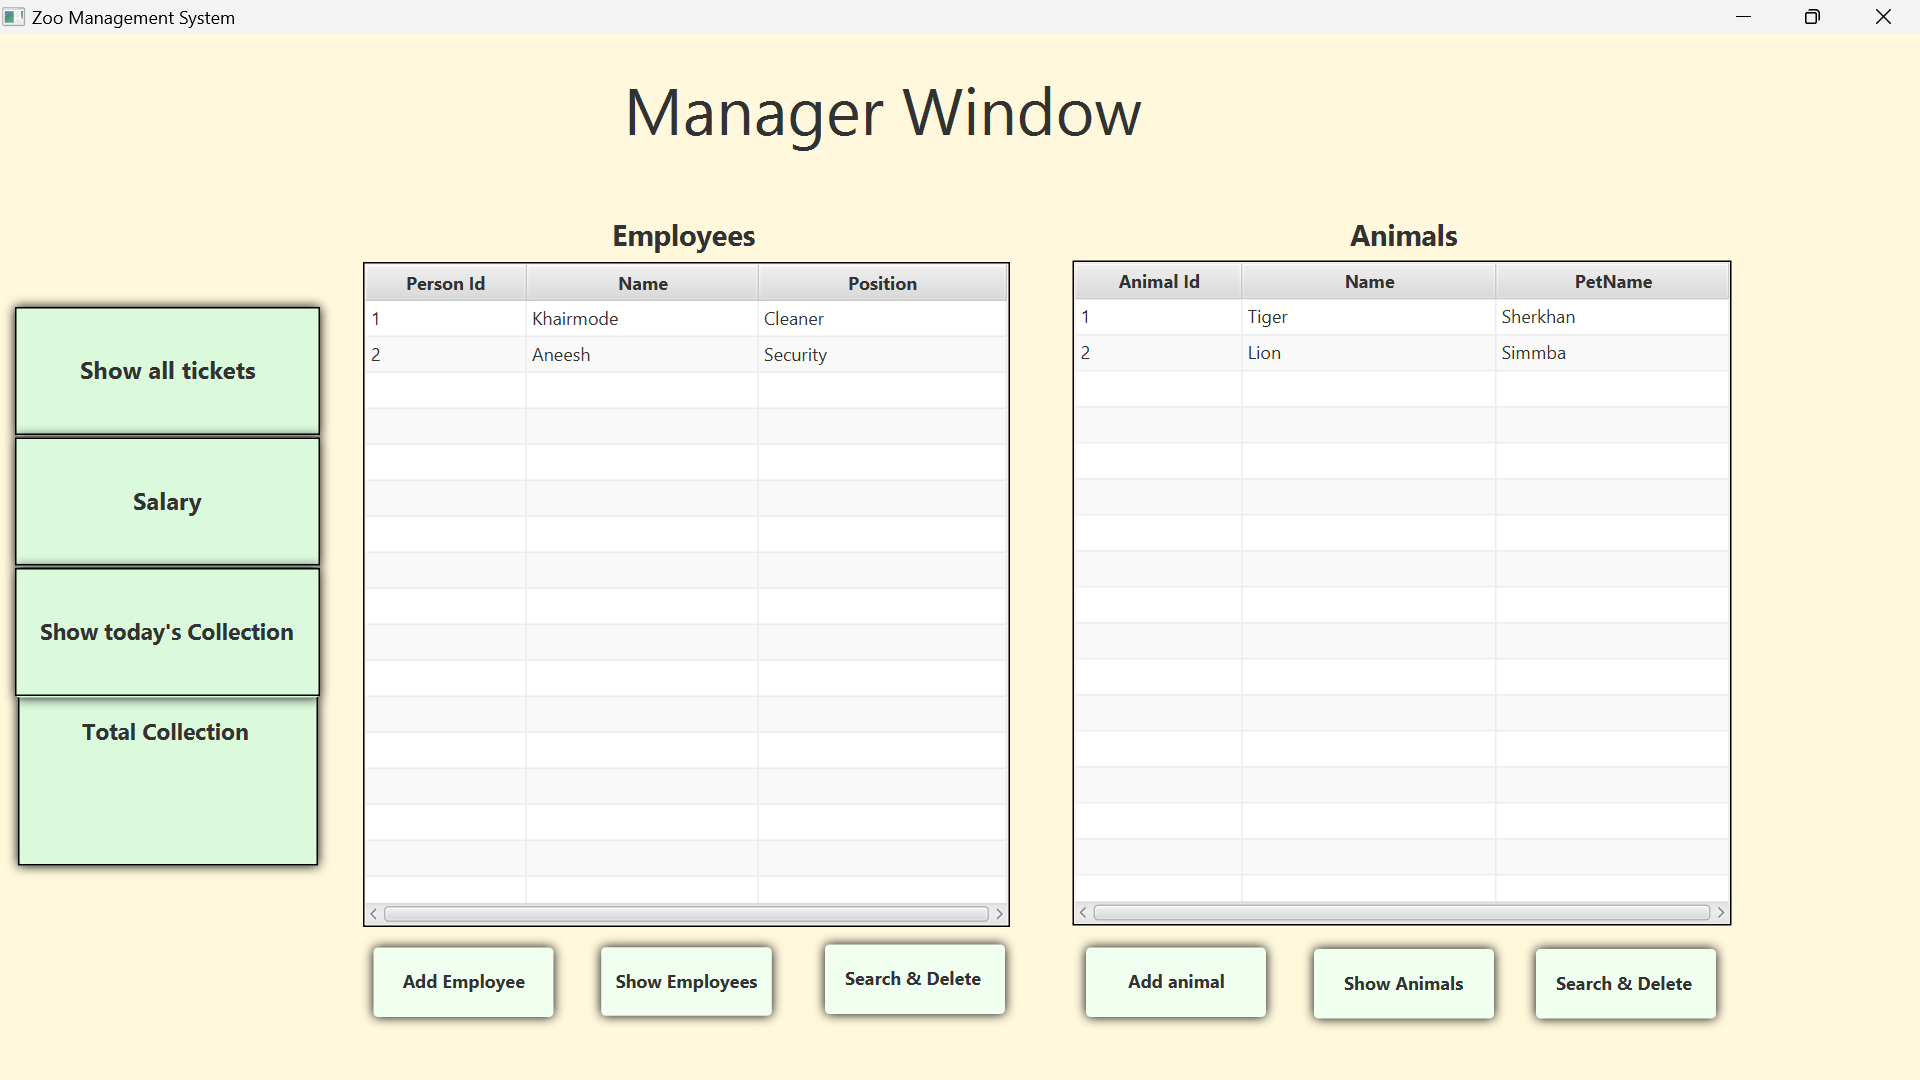 Zoo Management System
Manager Window
Show all tickets
Salary
Show today's Collection
Total Collection
Employees
Person Id Name Position
1 Khairmode Cleaner
2 Aneesh Security
Add Employee Show Employees Search & Delete
Animals
Animal Id Name PetName
1 Tiger Sherkhan
2 Lion Simmba
Add animal Show Animals Search & Delete